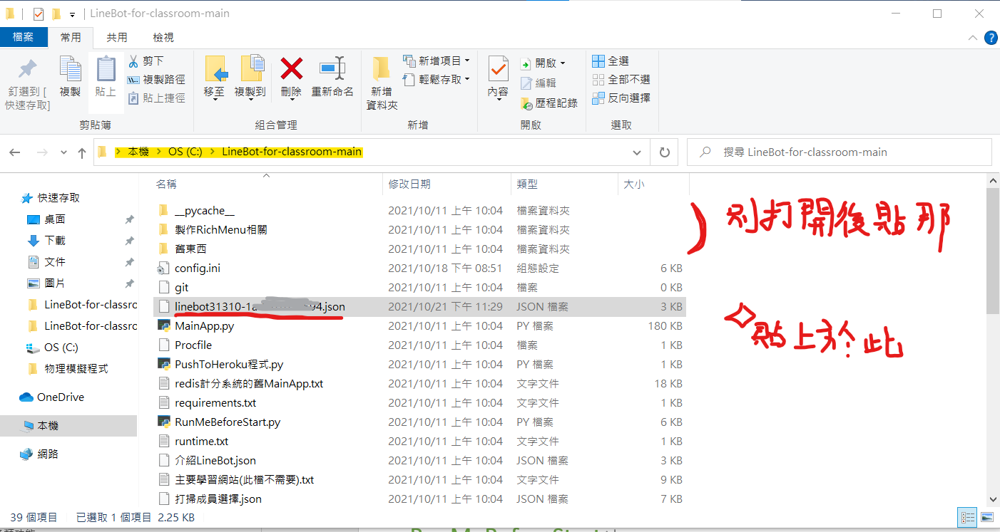 LineBot-for-classroom-main
檔案 常用 共用 檢視
釘選到 [快速存取]
複製
貼上
剪下
複製路徑
貼上捷徑
剪貼簿
移至
複製到
刪除
重新命名
組合管理
新增資料夾
新增項目
輕鬆存取
新增
內容
開啟
編輯
歷程記錄
開啟
全選
全部不選
反向選擇
選取
本機 > OS (C:) > LineBot-for-classroom-main
搜尋 LineBot-for-classroom-main
快速存取
桌面
下載
文件
圖片
LineBot-for-classro
LineBot-for-classro
OS (C:)
物理模擬程式
OneDrive
本機
網路
名稱 修改日期 類型 大小
__pycache__ 2021/10/11 上午 10:04 檔案資料夾
製作RichMenu相關 2021/10/11 上午 10:04 檔案資料夾
舊東西 2021/10/11 上午 10:04 檔案資料夾
config.ini 2021/10/18 下午 08:51 組態設定 6 KB
git 2021/10/11 上午 10:04 檔案 0 KB
linebot31310-1a 94.json 2021/10/21 下午 11:29 JSON 檔案 3 KB
MainApp.py 2021/10/11 上午 10:04 PY 檔案 180 KB
Procfile 2021/10/11 上午 10:04 檔案 1 KB
PushToHeroku程式.py 2021/10/11 上午 10:04 PY 檔案 1 KB
redis計分系統的舊MainApp.txt 2021/10/11 上午 10:04 文字文件 18 KB
requirements.txt 2021/10/11 上午 10:04 文字文件 1 KB
RunMeBeforeStart.py 2021/10/11 上午 10:04 PY 檔案 6 KB
runtime.txt 2021/10/11 上午 10:04 文字文件 1 KB
介紹LineBot.json 2021/10/11 上午 10:04 JSON 檔案 3 KB
主要學習網站(此檔不需要).txt 2021/10/11 上午 10:04 文字文件 9 KB
打掃成員選擇.json 2021/10/11 上午 10:04 JSON 檔案 7 KB
別打開後貼那
貼上於此
39 個項目 已選取 1 個項目 2.25 KB